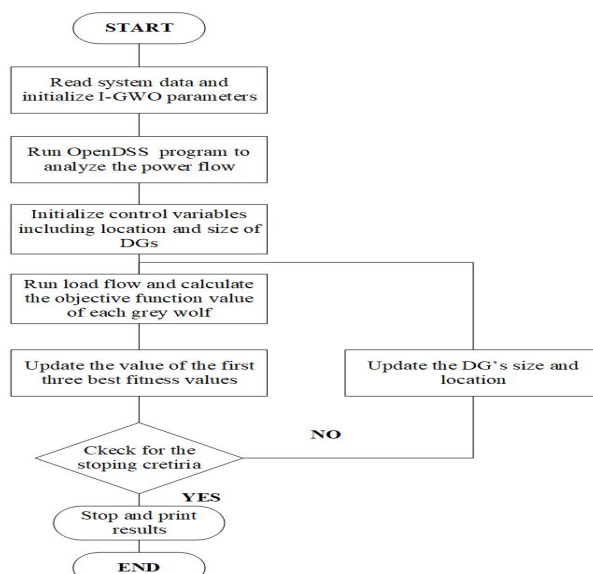 START
Read system data and
initialize I-GWO parameters
Run OpenDSS program to
analyze the power flow
Initialize control variables
including location and size of
DGs
Run load flow and calculate
the objective function value
of each grey wolf
Update the value of the first
three best fitness values
Update the DG's size and
location
Ckeck for the
stoping cretiria
NO
YES
Stop and print
results
END